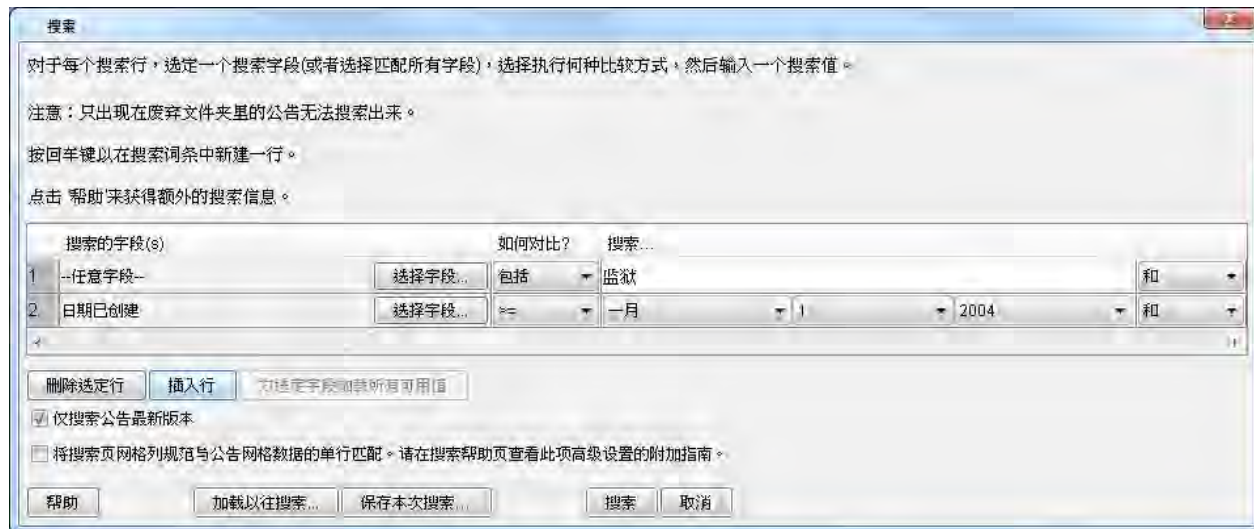 搜索
对于每个搜索行，选定一个搜索字段(或者选择匹配所有字段)，选择执行何种比较方式，然后输入一个搜索值。
注意：只出现在废弃文件夹里的公告无法搜索出来。
按回车键以在搜索词条中新建一行。
点击 '帮助'来获得额外的搜索信息。
搜索的字段(s) 如何对比? 搜索...
1 --任意字段-- 选择字段... 包括 监狱 和
2 日期已创建 选择字段... >= 一月 1 2004 和
删除选定行 插入行 对选定字段加载所有可用值
仅搜索公告最新版本
将搜索页网格列规范与公告网格数据的单行匹配。请在搜索帮助页查看此项高级设置的附加指南。
帮助 加载以往搜索... 保存本次搜索... 搜索 取消